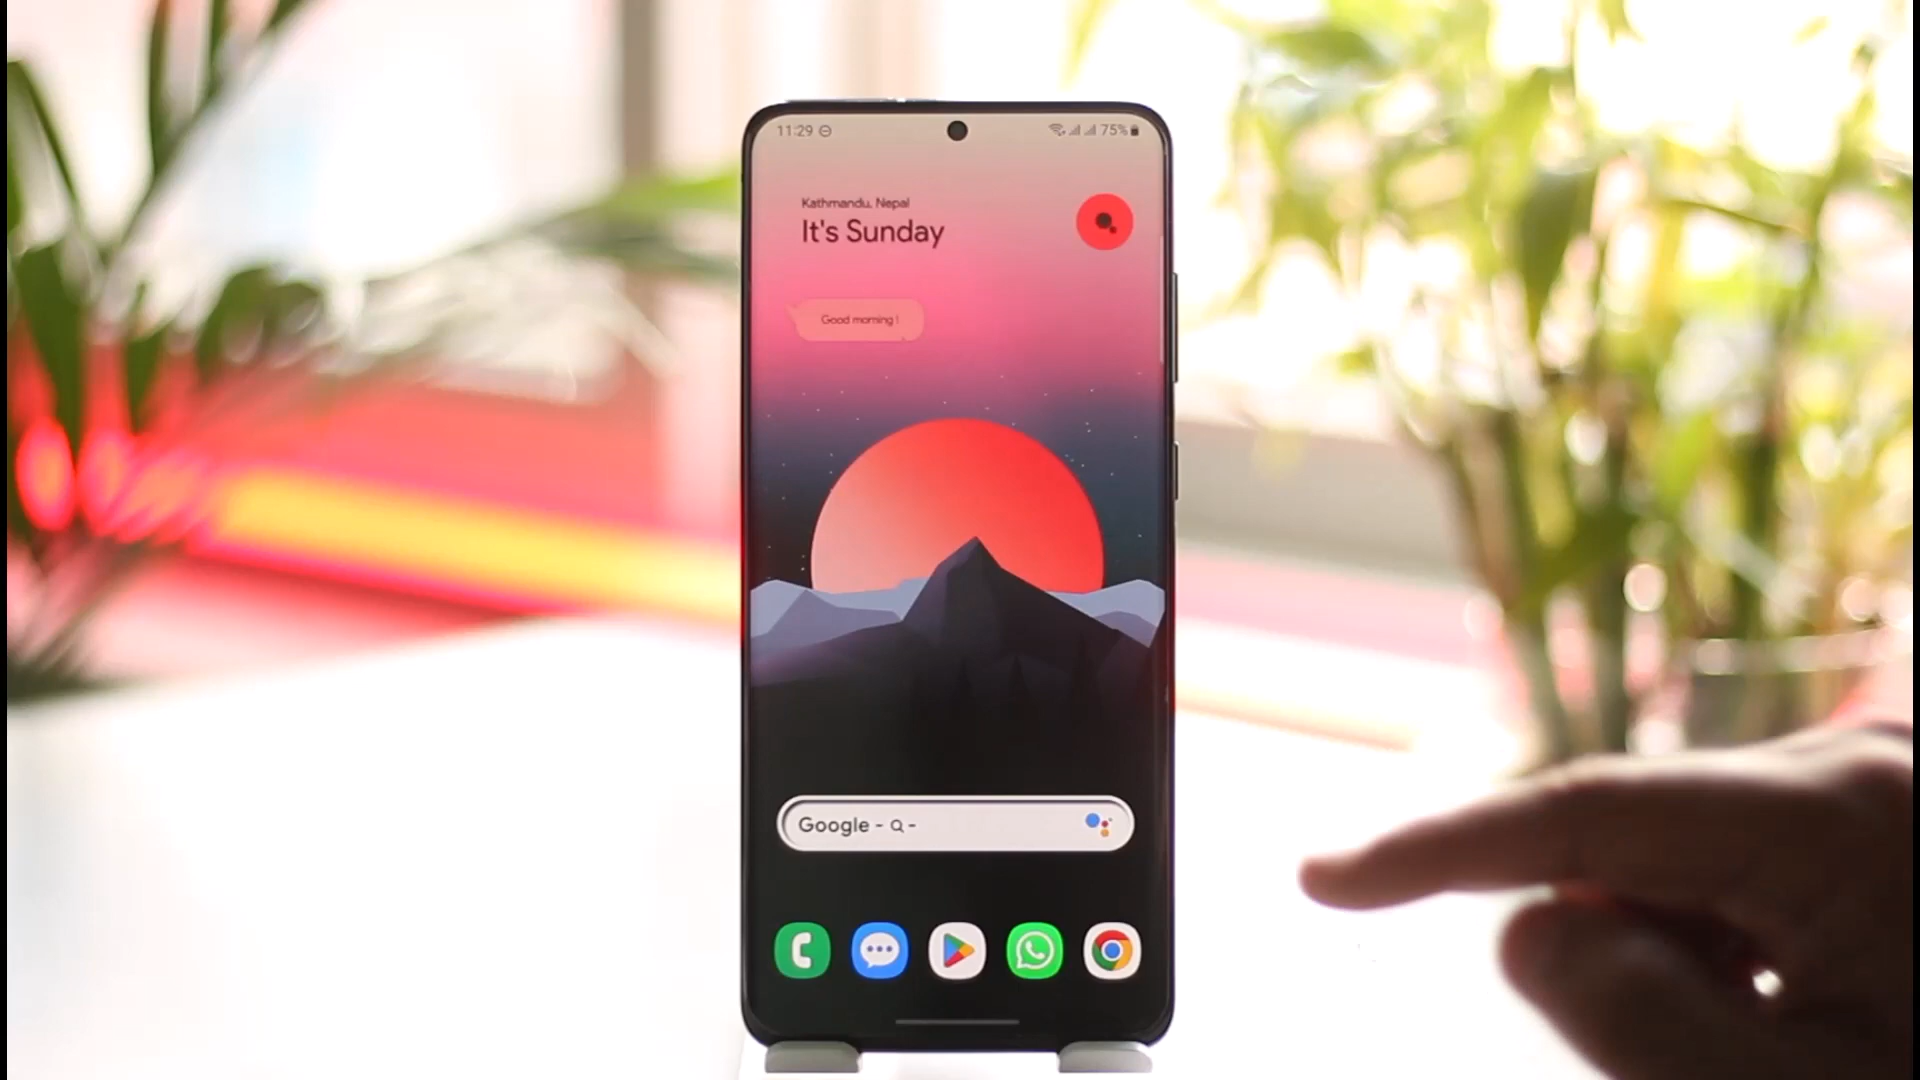 11:29
75%
Kathmandu, Nepal
It's Sunday
Good morning !
Google - -